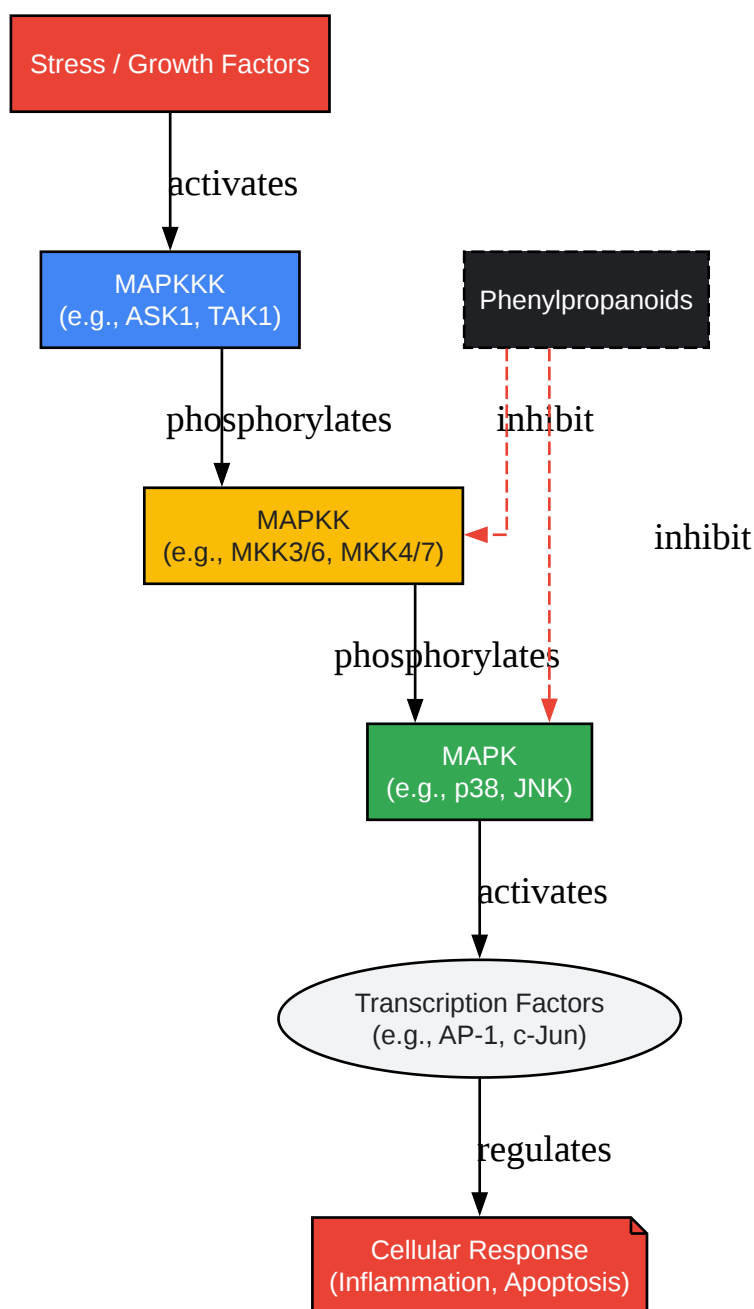 Stress / Growth Factors
activates
MAPKKK
(e.g., ASK1, TAK1)
Phenylpropanoids
phosphorylates
inhibit
MAPKK
(e.g., MKK3/6, MKK4/7)
inhibit
phosphorylates
MAPK
(e.g., p38, JNK)
activates
Transcription Factors
(e.g., AP-1, c-Jun)
regulates
Cellular Response
(Inflammation, Apoptosis)